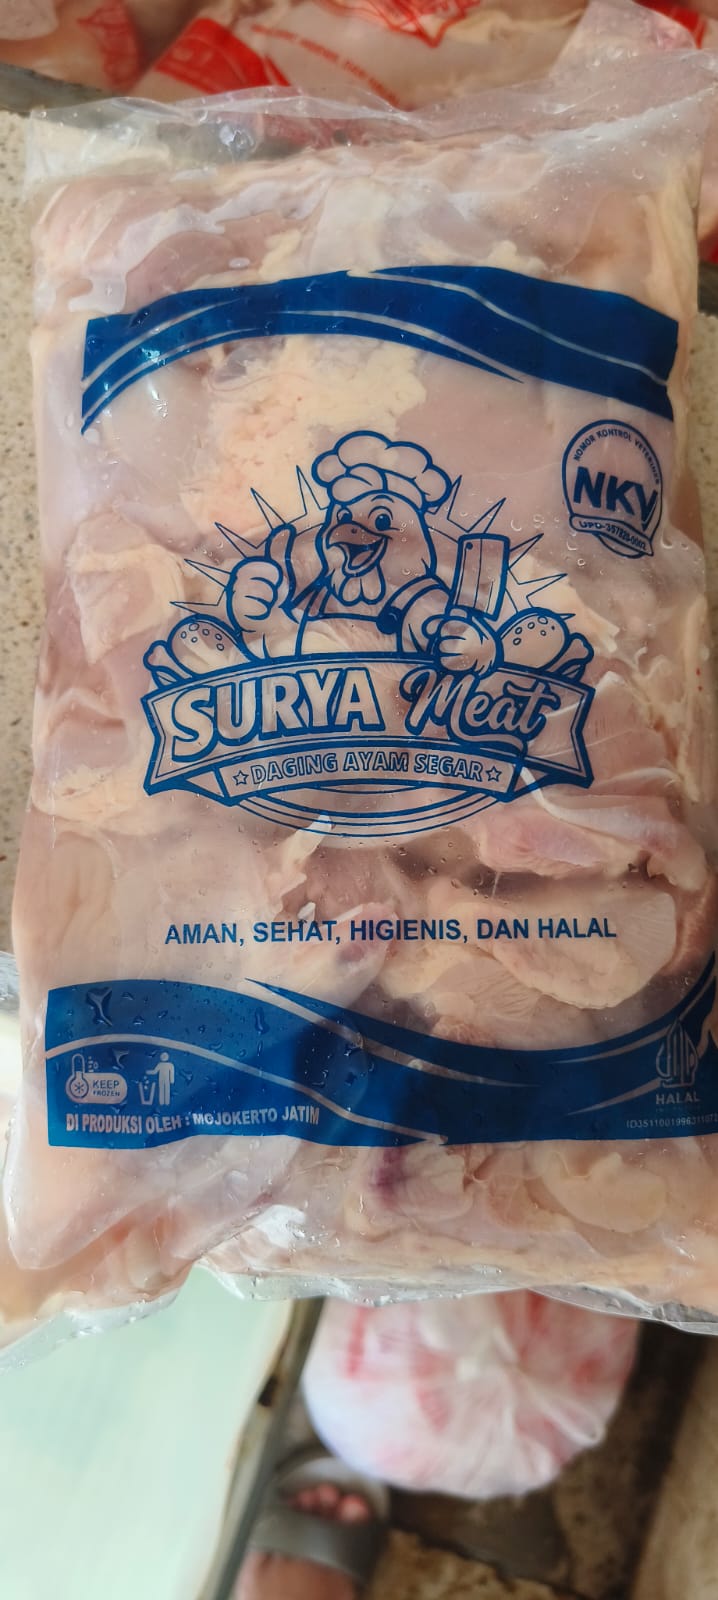 NOMOR KONTROL VETERINER
NKV
SURYA Meat
DAGING AYAM SEGAR
AMAN, SEHAT, HIGIENIS, DAN HALAL
KEEP
FROZEN
DI PRODUKSI OLEH : MOJOKERTO JATIM
HALAL